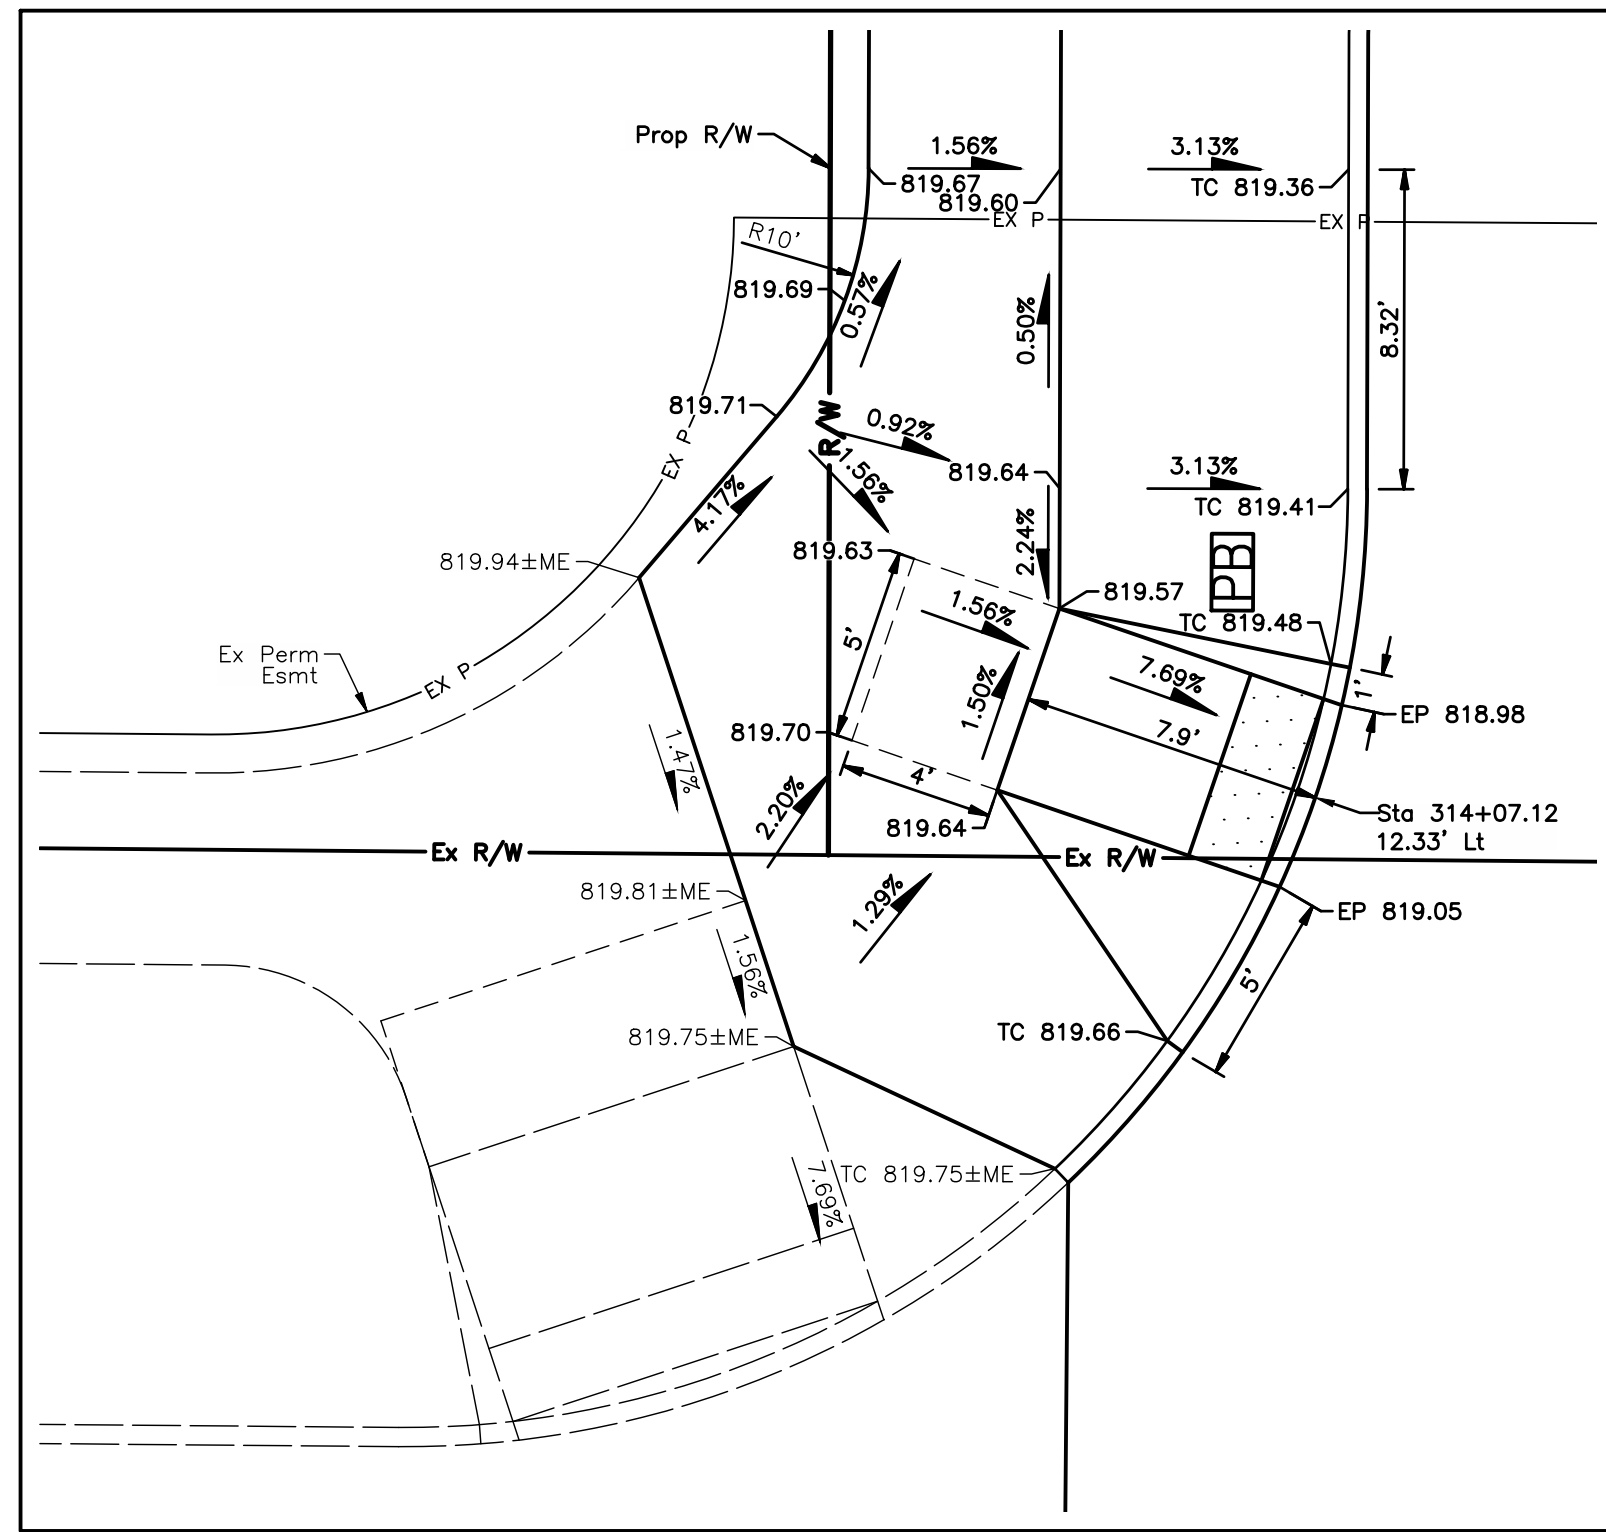 Prop R/W
1.56%
3.13%
819.67
TC 819.36
819.60
EX P
EX P
R10'
819.69
0.57%
0.50%
8.32'
819.71
R/W
0.92%
EX P
1.56%
819.64
3.13%
4.17%
TC 819.41
2.24%
819.63
819.94±ME
PB
819.57
1.56%
TC 819.48
5'
Ex Perm
Esmt
EX P
7.69%
1'
1.50%
EP 818.98
819.70
1.47%
7.9'
4'
2.20%
819.64
Sta 314+07.12
12.33' Lt
Ex R/W
Ex R/W
819.81±ME
1.29%
EP 819.05
1.56%
5'
819.75±ME
TC 819.66
TC 819.75±ME
7.69%